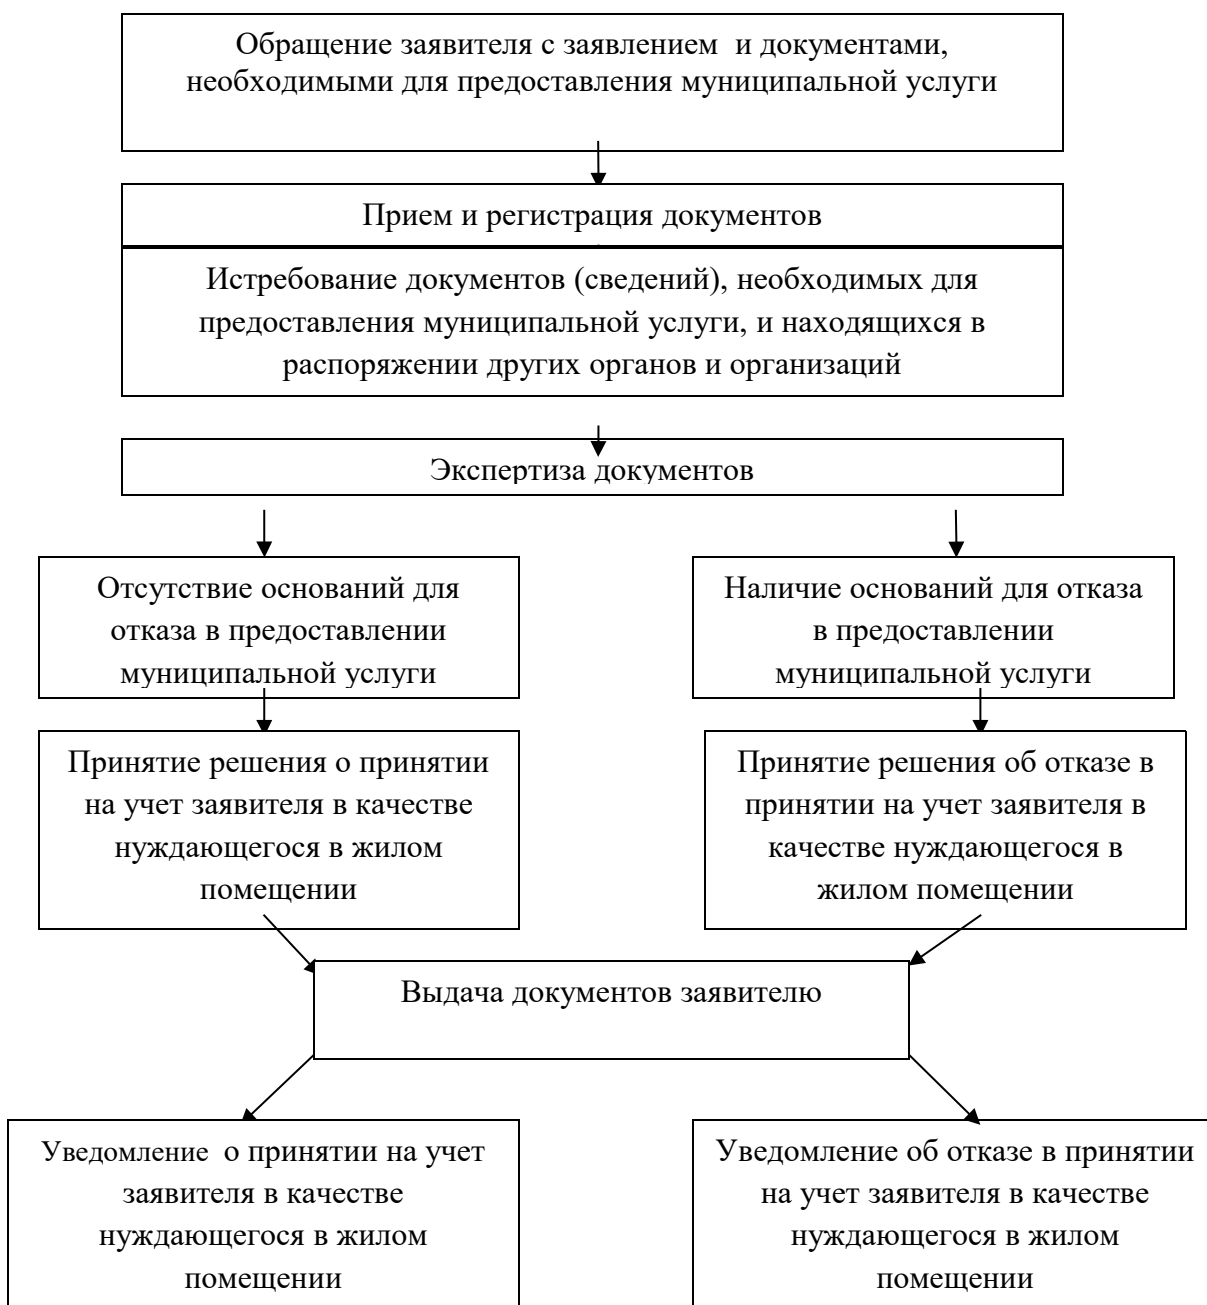 Обращение заявителя с заявлением и документами,
необходимыми для предоставления муниципальной услуги
Прием и регистрация документов
Истребование документов (сведений), необходимых для
предоставления муниципальной услуги, и находящихся в
распоряжении других органов и организаций
Экспертиза документов
Отсутствие оснований для
отказа в предоставлении
муниципальной услуги
Наличие оснований для отказа
в предоставлении
муниципальной услуги
Принятие решения о принятии
на учет заявителя в качестве
нуждающегося в жилом
помещении
Принятие решения об отказе в
принятии на учет заявителя в
качестве нуждающегося в
жилом помещении
Выдача документов заявителю
Уведомление о принятии на учет
заявителя в качестве
нуждающегося в жилом
помещении
Уведомление об отказе в принятии
на учет заявителя в качестве
нуждающегося в жилом
помещении